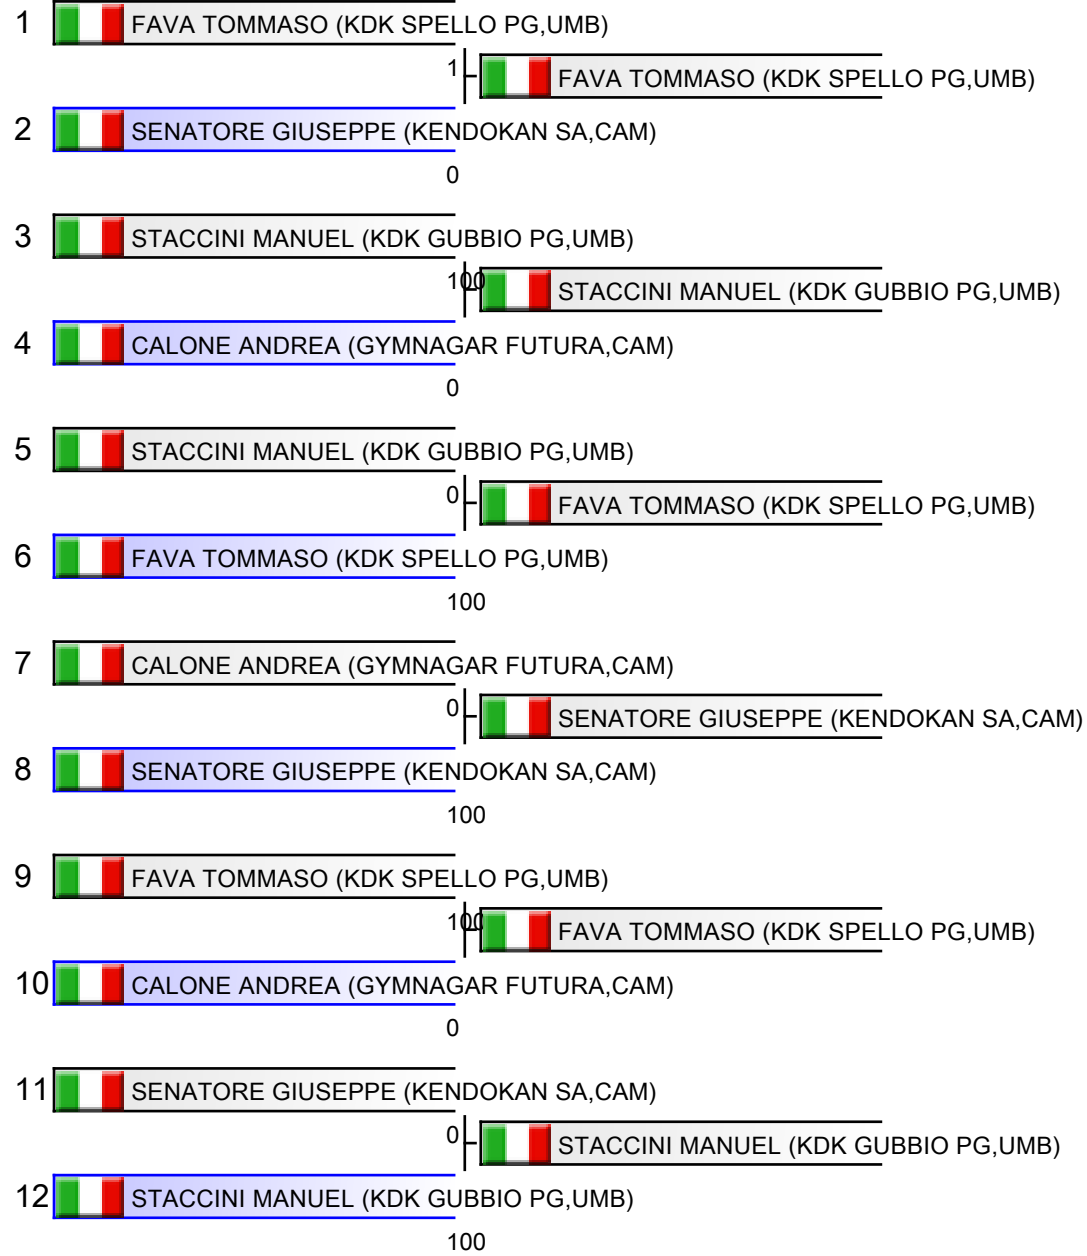 1 FAVA TOMMASO (KDK SPELLO PG,UMB)
1 FAVA TOMMASO (KDK SPELLO PG,UMB)
2 SENATORE GIUSEPPE (KENDOKAN SA,CAM)
0
3 STACCINI MANUEL (KDK GUBBIO PG,UMB)
100 STACCINI MANUEL (KDK GUBBIO PG,UMB)
4 CALONE ANDREA (GYMNAGAR FUTURA,CAM)
0
5 STACCINI MANUEL (KDK GUBBIO PG,UMB)
0 FAVA TOMMASO (KDK SPELLO PG,UMB)
6 FAVA TOMMASO (KDK SPELLO PG,UMB)
100
7 CALONE ANDREA (GYMNAGAR FUTURA,CAM)
0 SENATORE GIUSEPPE (KENDOKAN SA,CAM)
8 SENATORE GIUSEPPE (KENDOKAN SA,CAM)
100
9 FAVA TOMMASO (KDK SPELLO PG,UMB)
100 FAVA TOMMASO (KDK SPELLO PG,UMB)
10 CALONE ANDREA (GYMNAGAR FUTURA,CAM)
0
11 SENATORE GIUSEPPE (KENDOKAN SA,CAM)
0 STACCINI MANUEL (KDK GUBBIO PG,UMB)
12 STACCINI MANUEL (KDK GUBBIO PG,UMB)
100